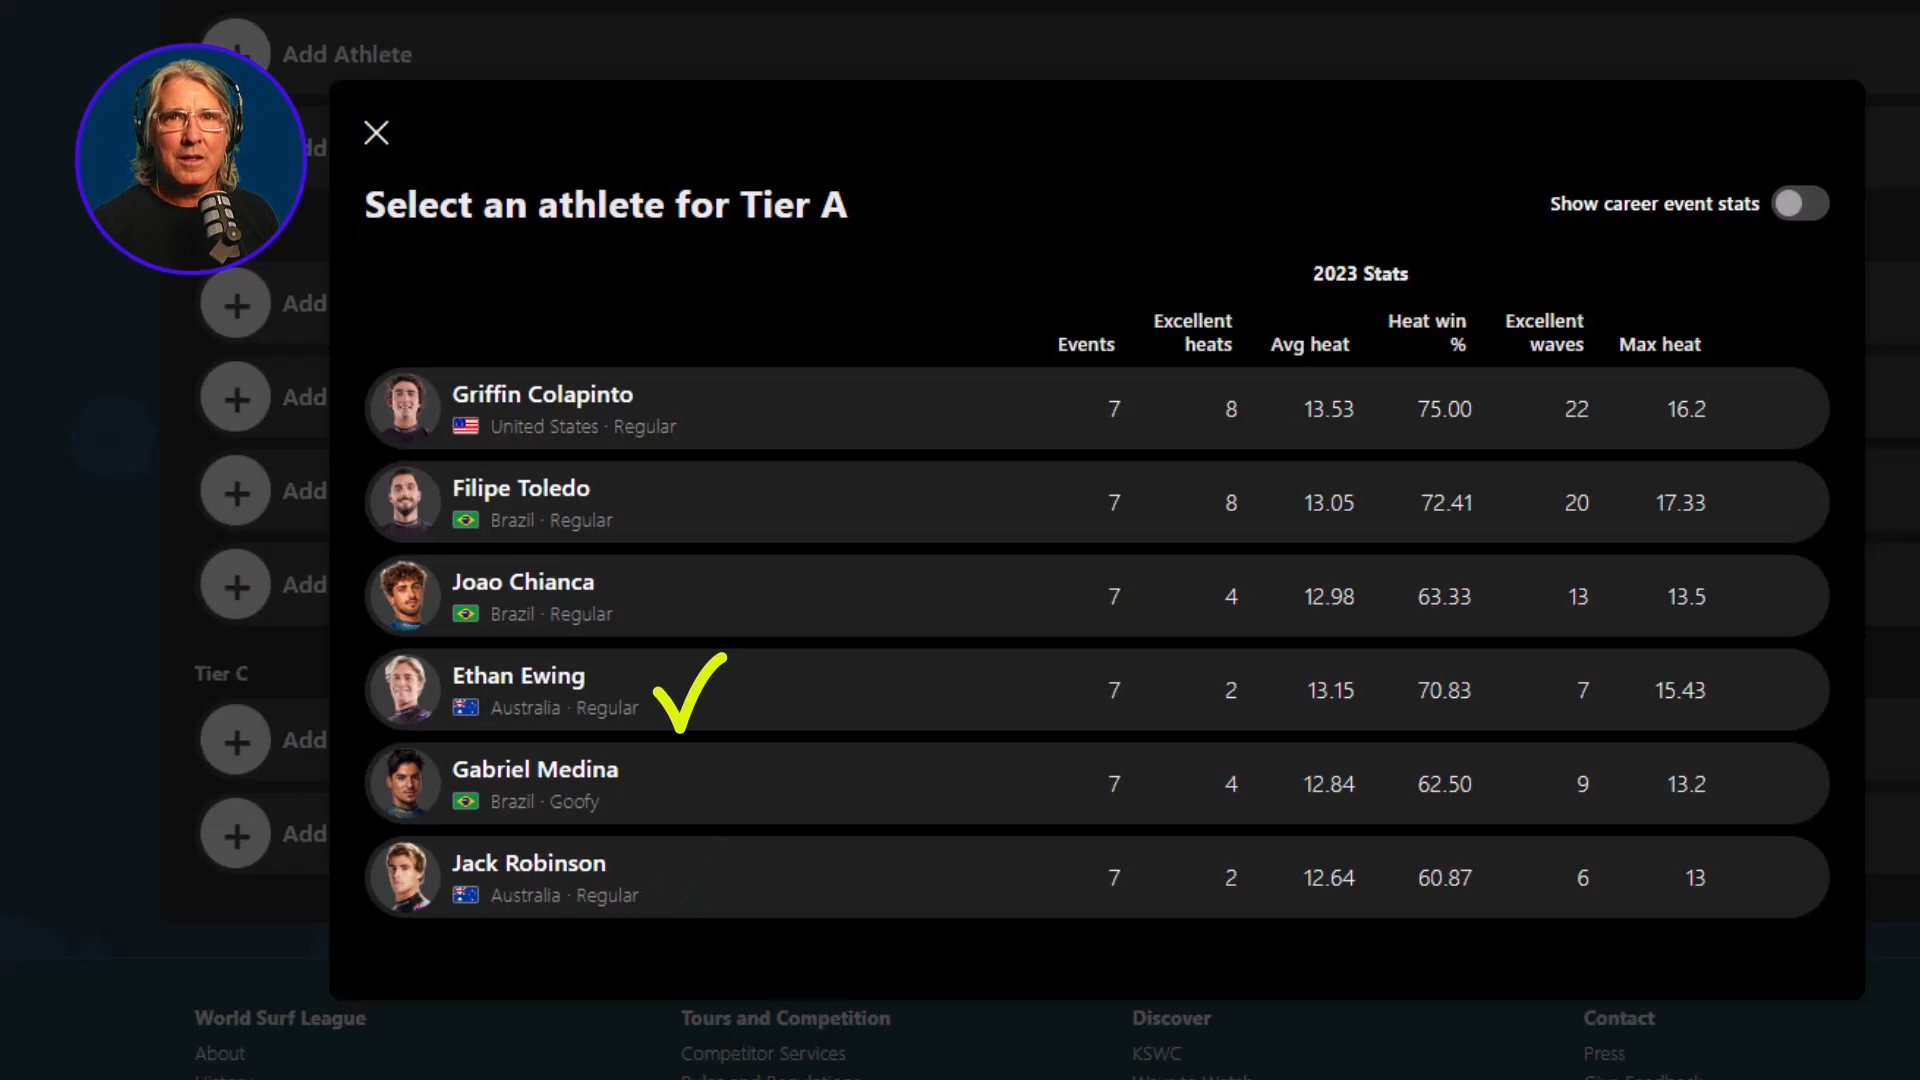 Add Athlete
Select an athlete for Tier A
Show career event stats
2023 Stats
Events
Excellent heats
Avg heat
Heat win %
Excellent waves
Max heat
Griffin Colapinto
United States · Regular
7 8 13.53 75.00 22 16.2
Filipe Toledo
Brazil · Regular
7 8 13.05 72.41 20 17.33
Joao Chianca
Brazil · Regular
7 4 12.98 63.33 13 13.5
Ethan Ewing
Australia · Regular
7 2 13.15 70.83 7 15.43
Gabriel Medina
Brazil · Goofy
7 4 12.84 62.50 9 13.2
Jack Robinson
Australia · Regular
7 2 12.64 60.87 6 13
Add
Add
Add
Add
Tier C
Add
Add
World Surf League
About
Tours and Competition
Competitor Services
Discover
KSWC
Contact
Press